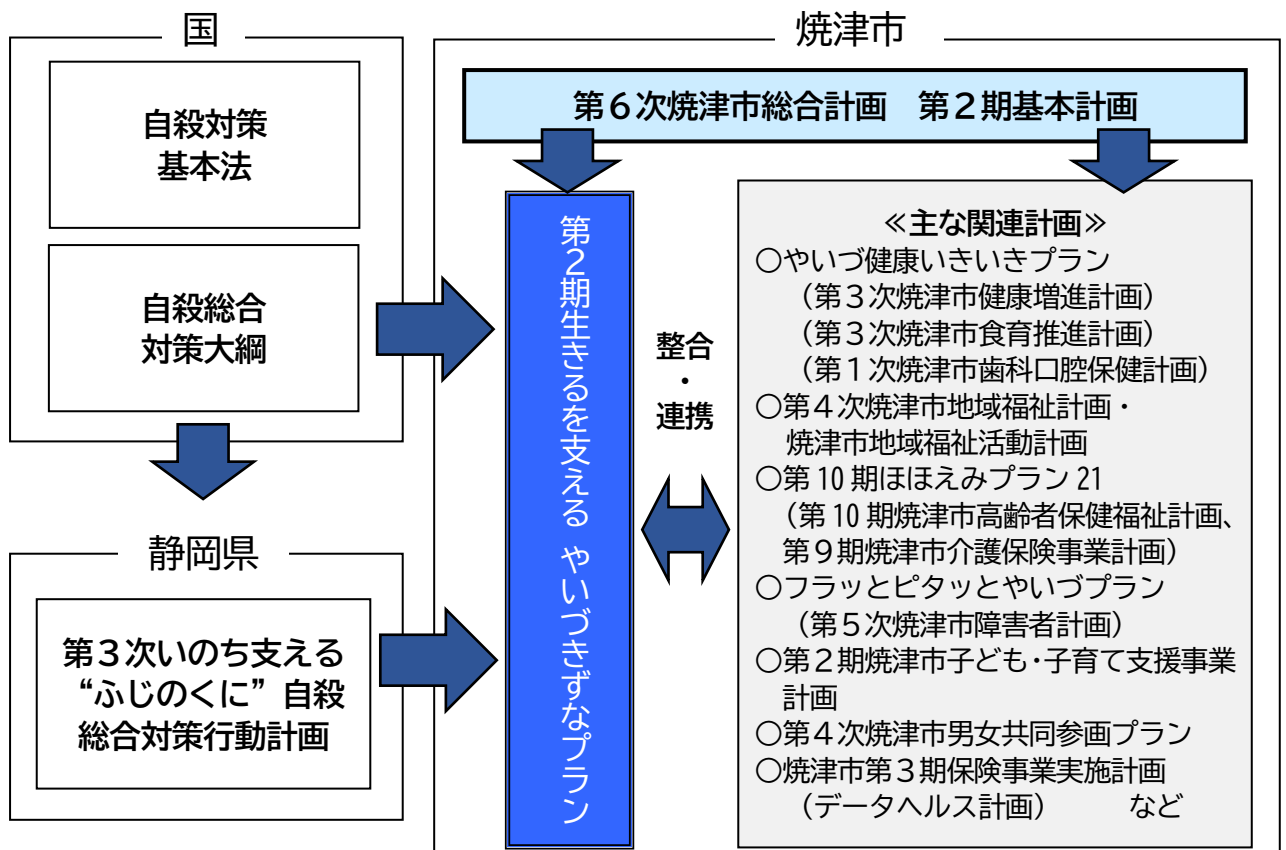 国
自殺対策
基本法
自殺総合
対策大綱
静岡県
第３次いのち支える
“ふじのくに”自殺
総合対策行動計画
焼津市
第６次焼津市総合計画　第２期基本計画
第２期生きるを支える やいづきずなプラン
整合
・
連携
≪主な関連計画≫
○やいづ健康いきいきプラン
（第３次焼津市健康増進計画）
（第３次焼津市食育推進計画）
（第１次焼津市歯科口腔保健計画）
○第４次焼津市地域福祉計画・
焼津市地域福祉活動計画
○第 10 期ほほえみプラン 21
（第 10 期焼津市高齢者保健福祉計画、
第９期焼津市介護保険事業計画）
○フラッとピタッとやいづプラン
（第５次焼津市障害者計画）
○第２期焼津市子ども・子育て支援事業
計画
○第４次焼津市男女共同参画プラン
○焼津市第３期保険事業実施計画
（データヘルス計画）　　　など